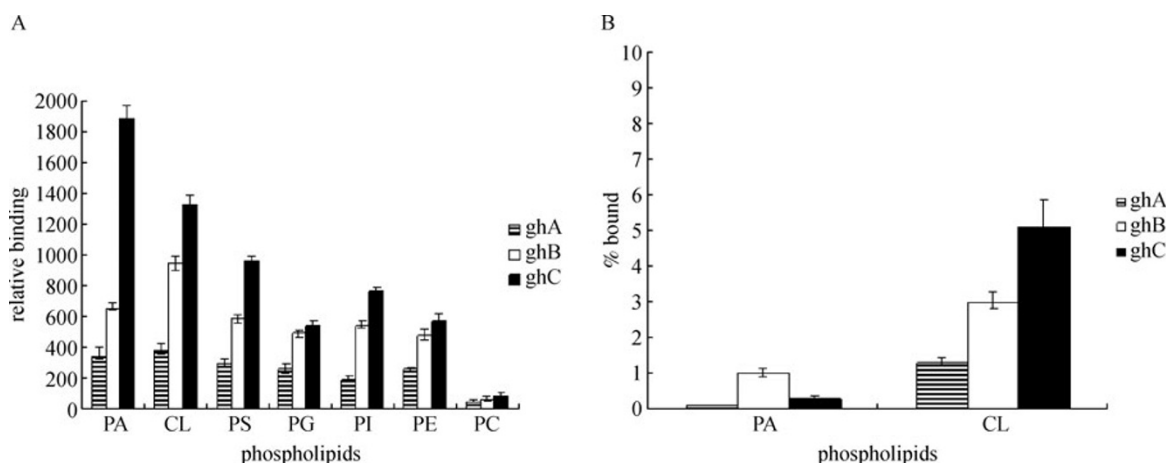 A
2000
1800
1600
1400
1200
1000
800
600
400
200
0
relative binding
PA CL PS PG PI PE PC
phospholipids
ghA
ghB
ghC
B
10
9
8
7
6
5
4
3
2
1
0
% bound
PA CL
phospholipids
ghA
ghB
ghC